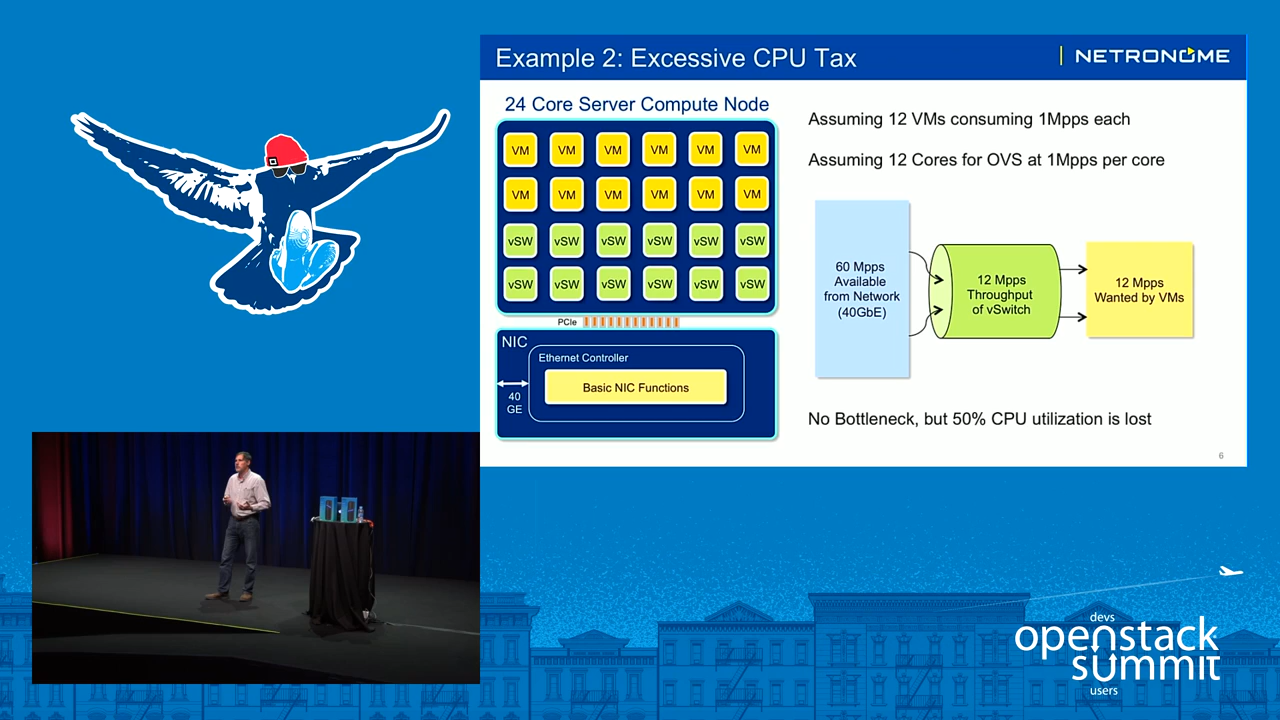 Example 2: Excessive CPU Tax
NETRONOME
24 Core Server Compute Node
VM VM VM VM VM VM
VM VM VM VM VM VM
vSW vSW vSW vSW vSW vSW
vSW vSW vSW vSW vSW vSW
PCIe
NIC
Ethernet Controller
Basic NIC Functions
40
GE
Assuming 12 VMs consuming 1Mpps each
Assuming 12 Cores for OVS at 1Mpps per core
60 Mpps
Available
from Network
(40GbE)
12 Mpps
Throughput
of vSwitch
12 Mpps
Wanted by VMs
No Bottleneck, but 50% CPU utilization is lost
6
devs
openstack
summit
users